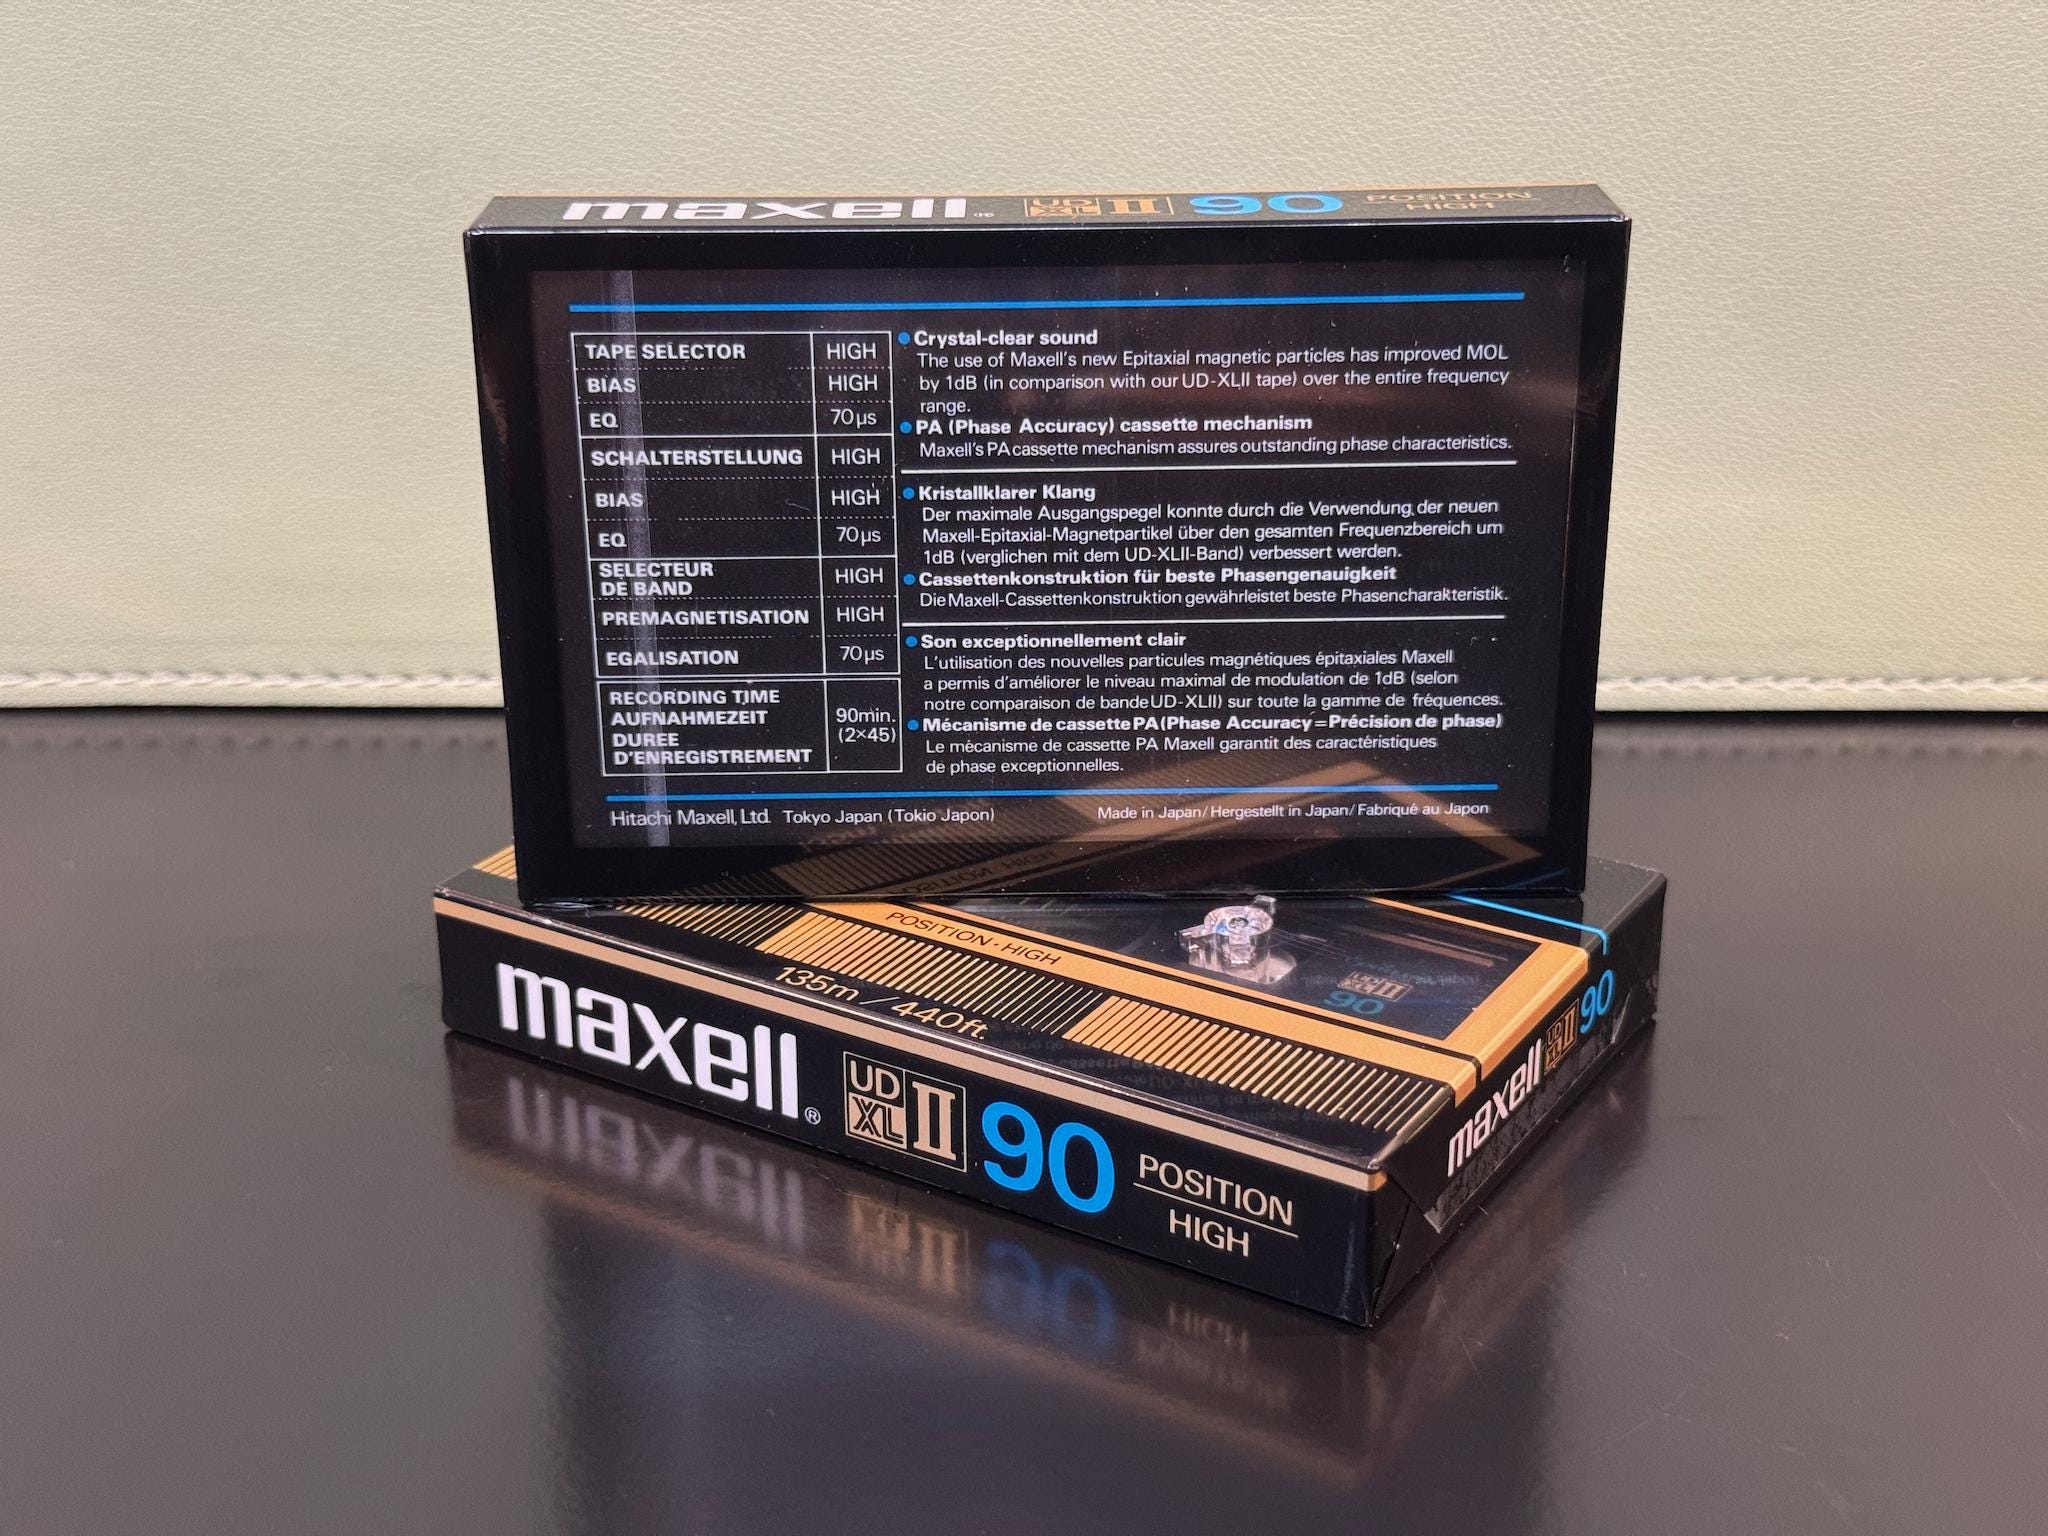 maxell ® UD XL II 90 POSITION HIGH
TAPE SELECTOR HIGH
BIAS HIGH
EQ 70μs
SCHALTERSTELLUNG HIGH
BIAS HIGH
EQ 70μs
SELECTEUR
DE BAND HIGH
PREMAGNETISATION HIGH
EGALISATION 70μs
RECORDING TIME
AUFNAHMEZEIT 90min.
DUREE (2×45)
D'ENREGISTREMENT
Crystal-clear sound
The use of Maxell's new Epitaxial magnetic particles has improved MOL
by 1dB (in comparison with our UD-XLII tape) over the entire frequency
range.
PA (Phase Accuracy) cassette mechanism
Maxell's PA cassette mechanism assures outstanding phase characteristics.
Kristallklarer Klang
Der maximale Ausgangspegel konnte durch die Verwendung der neuen
Maxell-Epitaxial-Magnetpartikel über den gesamten Frequenzbereich um
1dB (verglichen mit dem UD-XLII-Band) verbessert werden.
Cassettenkonstruktion für beste Phasengenauigkeit
Die Maxell-Cassettenkonstruktion gewährleistet beste Phasencharakteristik.
Son exceptionnellement clair
L'utilisation des nouvelles particules magnétiques épitaxiales Maxell
a permis d'améliorer le niveau maximal de modulation de 1dB (selon
notre comparaison de bande UD-XLII) sur toute la gamme de fréquences.
Mécanisme de cassette PA (Phase Accuracy=Précision de phase)
Le mécanisme de cassette PA Maxell garantit des caractéristiques
de phase exceptionnelles.
Hitachi Maxell, Ltd. Tokyo Japan (Tokio Japon)
Made in Japan/Hergestellt in Japan/Fabriqué au Japon
POSITION·HIGH
135m/440ft.
UD XL II
90
maxell ® UD XL II 90 POSITION HIGH
maxell UD XL II 90